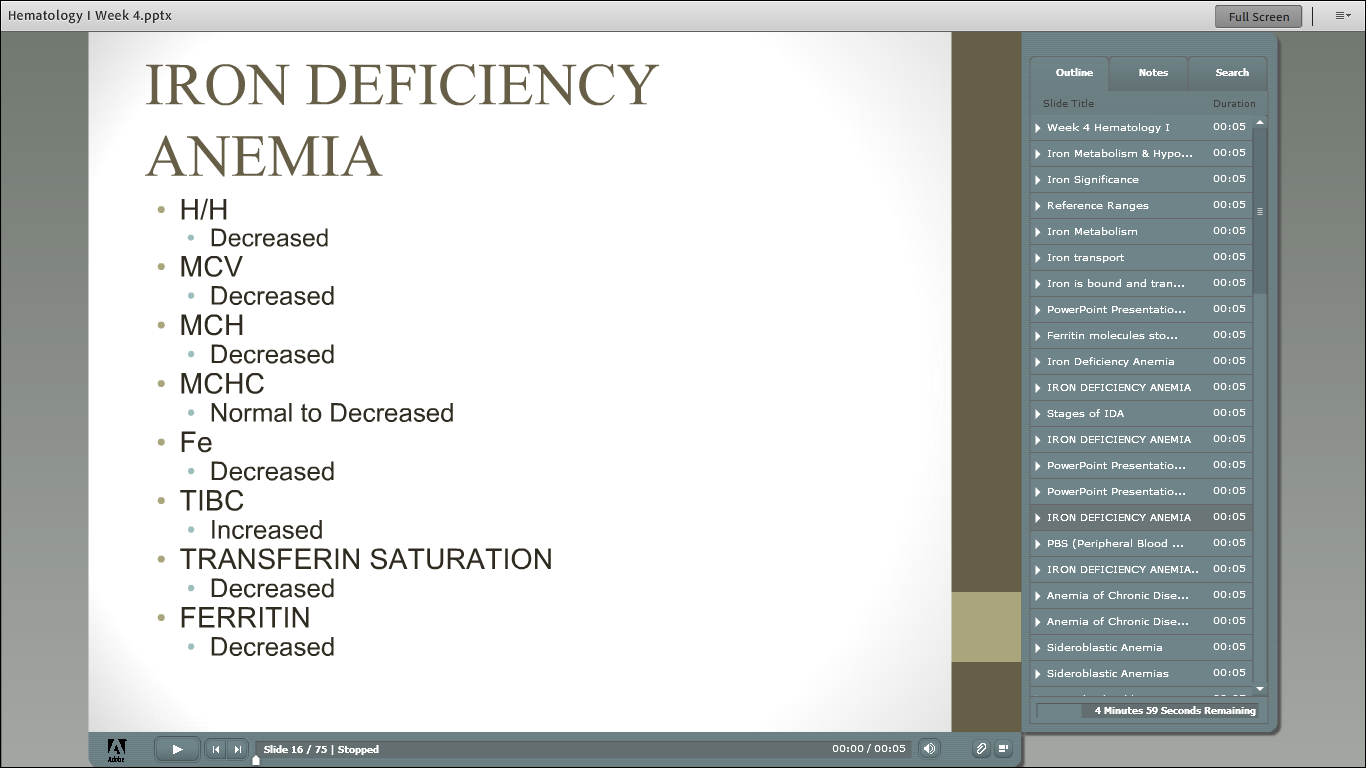 Hematology I Week 4.pptx
Full Screen
IRON DEFICIENCY
ANEMIA
• H/H
• Decreased
• MCV
• Decreased
• MCH
• Decreased
• MCHC
• Normal to Decreased
• Fe
• Decreased
• TIBC
• Increased
• TRANSFERIN SATURATION
• Decreased
• FERRITIN
• Decreased
Outline Notes Search
Slide Title Duration
Week 4 Hematology I 00:05
Iron Metabolism & Hypo... 00:05
Iron Significance 00:05
Reference Ranges 00:05
Iron Metabolism 00:05
Iron transport 00:05
Iron is bound and tran... 00:05
PowerPoint Presentatio... 00:05
Ferritin molecules sto... 00:05
Iron Deficiency Anemia 00:05
IRON DEFICIENCY ANEMIA 00:05
Stages of IDA 00:05
IRON DEFICIENCY ANEMIA 00:05
PowerPoint Presentatio... 00:05
PowerPoint Presentatio... 00:05
IRON DEFICIENCY ANEMIA 00:05
PBS (Peripheral Blood ... 00:05
IRON DEFICIENCY ANEMIA.. 00:05
Anemia of Chronic Dise... 00:05
Anemia of Chronic Dise... 00:05
Sideroblastic Anemia 00:05
Sideroblastic Anemias 00:05
4 Minutes 59 Seconds Remaining
Adobe
Slide 16 / 75 | Stopped 00:00 / 00:05